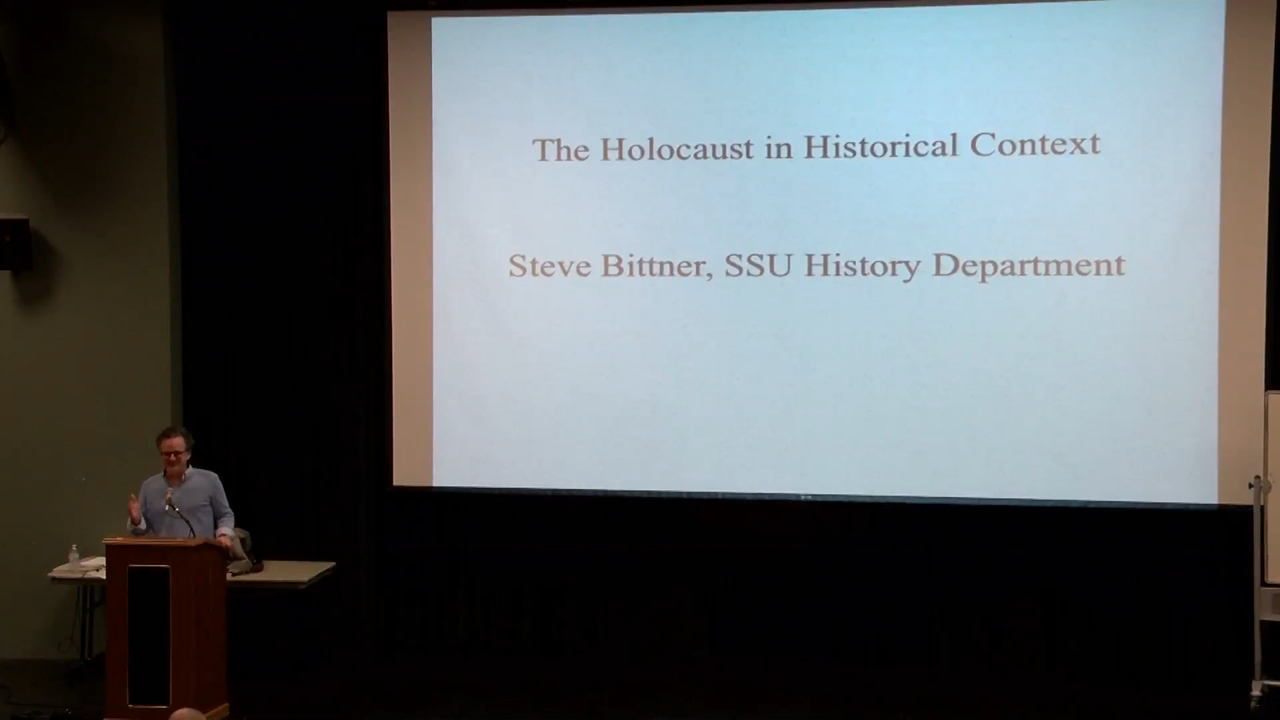 The Holocaust in Historical Context
Steve Bittner, SSU History Department